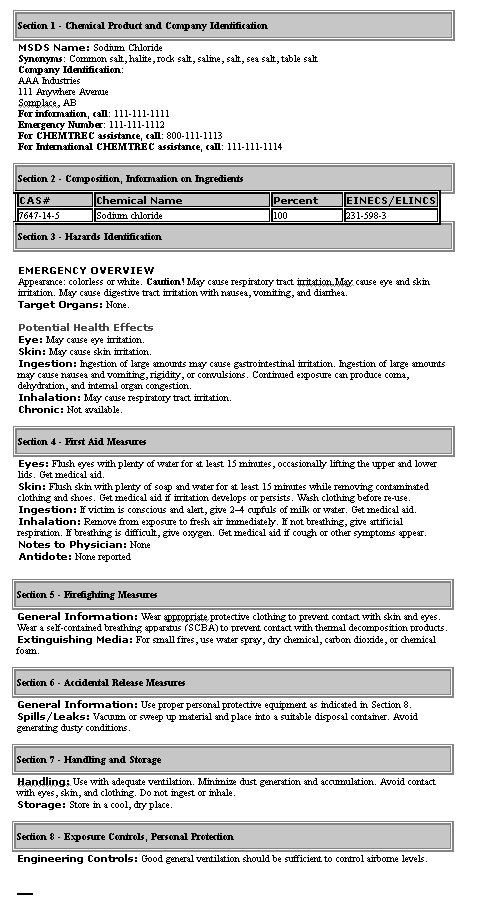 Section 1 - Chemical Product and Company Identification
MSDS Name: Sodium Chloride
Synonyms: Common salt, halite, rock salt, saline, salt, sea salt, table salt
Company Identification:
AAA Industries
111 Anywhere Avenue
Somplace, AB
For information, call: 111-111-1111
Emergency Number: 111-111-1112
For CHEMTREC assistance, call: 800-111-1113
For International CHEMTREC assistance, call: 111-111-1114
Section 2 - Composition, Information on Ingredients
CAS# Chemical Name Percent EINECS/ELINCS
7647-14-5 Sodium chloride 100 231-598-3
Section 3 - Hazards Identification
EMERGENCY OVERVIEW
Appearance: colorless or white. Caution! May cause respiratory tract irritation.May cause eye and skin
irritation. May cause digestive tract irritation with nausea, vomiting, and diarrhea.
Target Organs: None.
Potential Health Effects
Eye: May cause eye irritation.
Skin: May cause skin irritation.
Ingestion: Ingestion of large amounts may cause gastrointestinal irritation. Ingestion of large amounts
may cause nausea and vomiting, rigidity, or convulsions. Continued exposure can produce coma,
dehydration, and internal organ congestion.
Inhalation: May cause respiratory tract irritation.
Chronic: Not available.
Section 4 - First Aid Measures
Eyes: Flush eyes with plenty of water for at least 15 minutes, occasionally lifting the upper and lower
lids. Get medical aid.
Skin: Flush skin with plenty of soap and water for at least 15 minutes while removing contaminated
clothing and shoes. Get medical aid if irritation develops or persists. Wash clothing before re-use.
Ingestion: If victim is conscious and alert, give 2-4 cupfuls of milk or water. Get medical aid.
Inhalation: Remove from exposure to fresh air immediately. If not breathing, give artificial
respiration. If breathing is difficult, give oxygen. Get medical aid if cough or other symptoms appear.
Notes to Physician: None
Antidote: None reported
Section 5 - Firefighting Measures
General Information: Wear appropriate protective clothing to prevent contact with skin and eyes.
Wear a self-contained breathing apparatus (SCBA) to prevent contact with thermal decomposition products.
Extinguishing Media: For small fires, use water spray, dry chemical, carbon dioxide, or chemical
foam.
Section 6 - Accidental Release Measures
General Information: Use proper personal protective equipment as indicated in Section 8.
Spills/Leaks: Vacuum or sweep up material and place into a suitable disposal container. Avoid
generating dusty conditions.
Section 7 - Handling and Storage
Handling: Use with adequate ventilation. Minimize dust generation and accumulation. Avoid contact
with eyes, skin, and clothing. Do not ingest or inhale.
Storage: Store in a cool, dry place.
Section 8 - Exposure Controls, Personal Protection
Engineering Controls: Good general ventilation should be sufficient to control airborne levels.